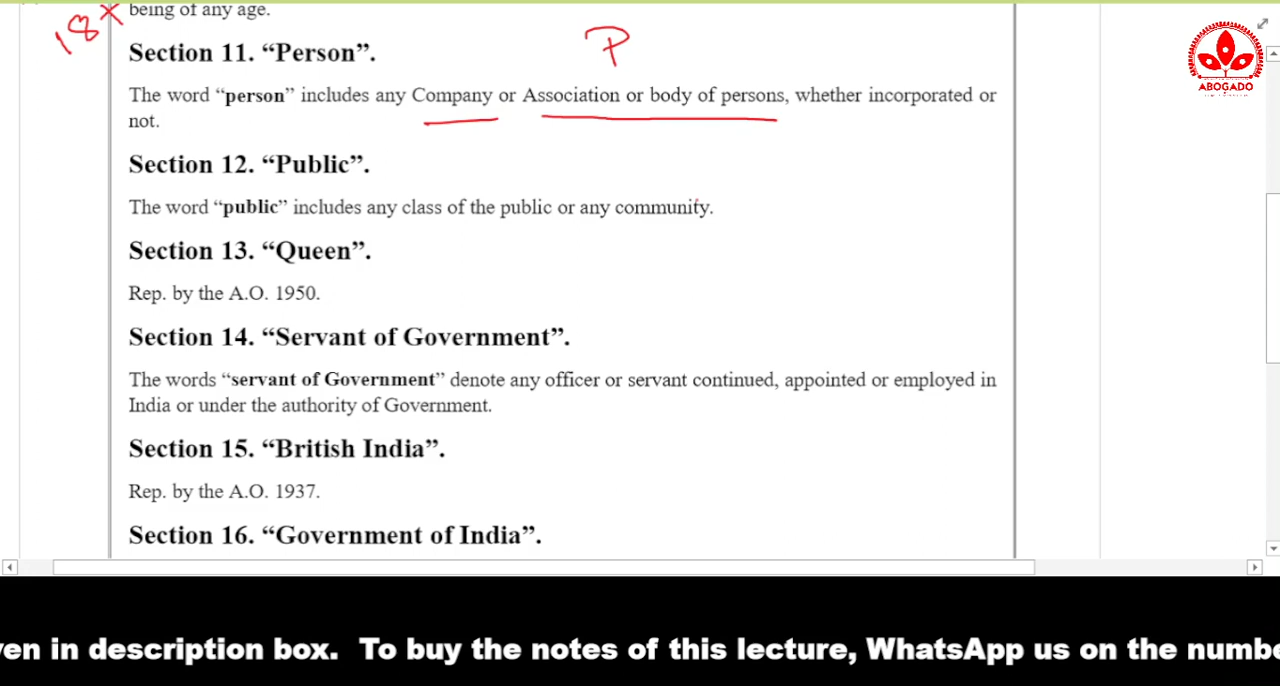 being of any age.
18 x
Section 11. “Person”.
P
The word “person” includes any Company or Association or body of persons, whether incorporated or
not.
Section 12. “Public”.
The word “public” includes any class of the public or any community.
Section 13. “Queen”.
Rep. by the A.O. 1950.
Section 14. “Servant of Government”.
The words “servant of Government” denote any officer or servant continued, appointed or employed in
India or under the authority of Government.
Section 15. “British India”.
Rep. by the A.O. 1937.
Section 16. “Government of India”.
ABOGADO
ven in description box. To buy the notes of this lecture, WhatsApp us on the numbe